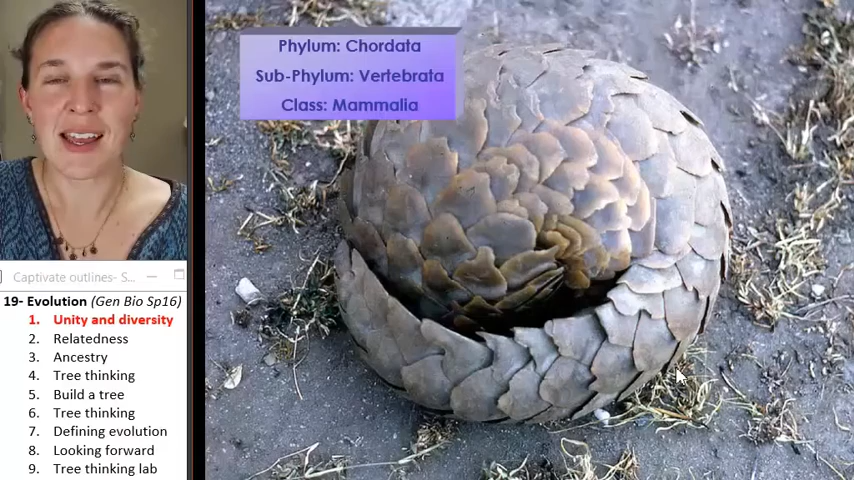 Phylum: Chordata
Sub-Phylum: Vertebrata
Class: Mammalia
Captivate outlines- S...
19- Evolution (Gen Bio Sp16)
1. Unity and diversity
2. Relatedness
3. Ancestry
4. Tree thinking
5. Build a tree
6. Tree thinking
7. Defining evolution
8. Looking forward
9. Tree thinking lab